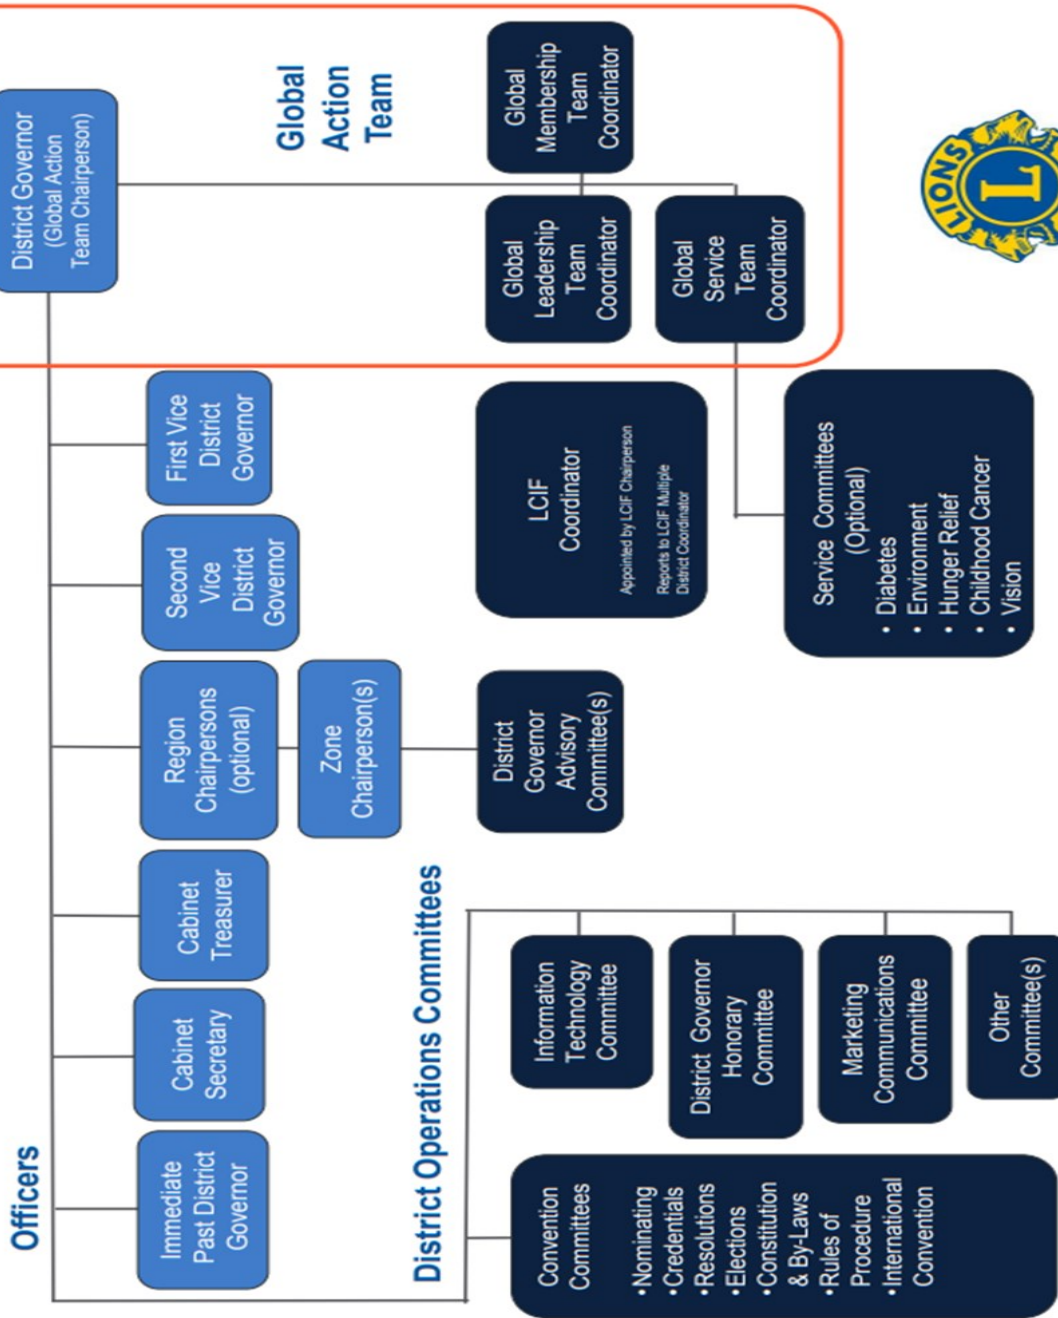 Officers
District Governor
(Global Action
Team Chairperson)
Immediate
Past District
Governor
Cabinet
Secretary
Cabinet
Treasurer
Region
Chairpersons
(optional)
Second
Vice
District
Governor
First Vice
District
Governor
Global
Action
Team
Zone
Chairperson(s)
District Operations Committees
District
Governor
Advisory
Committee(s)
LCIF
Coordinator
Appointed by LCIF Chairperson
Reports to LCIF Multiple
District Coordinator
Global
Leadership
Team
Coordinator
Global
Membership
Team
Coordinator
Global
Service
Team
Coordinator
Convention
Committees
•Nominating
•Credentials
•Resolutions
•Elections
•Constitution
& By-Laws
•Rules of
Procedure
•International
Convention
Information
Technology
Committee
District Governor
Honorary
Committee
Marketing
Communications
Committee
Other
Committee(s)
Service Committees
(Optional)
• Diabetes
• Environment
• Hunger Relief
• Childhood Cancer
• Vision
LIONS
L